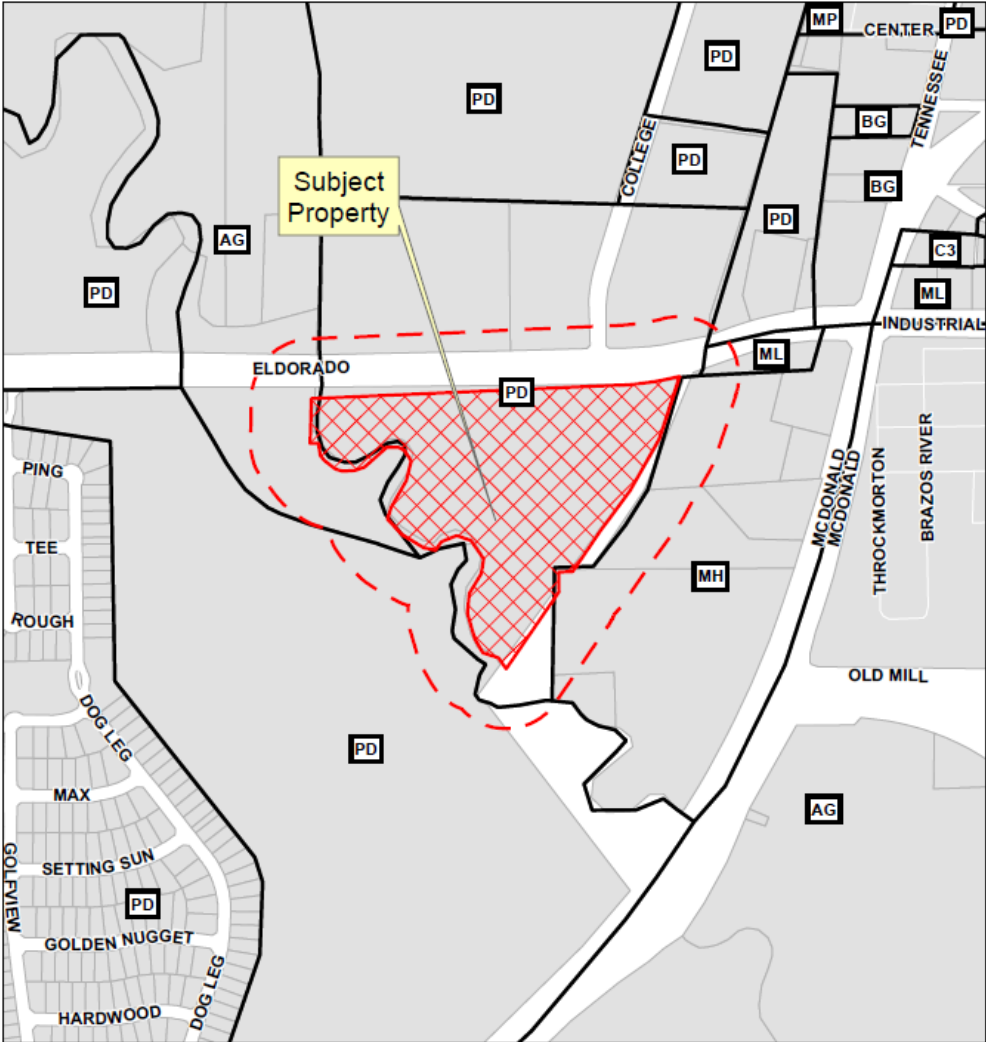 MP
CENTER
PD
PD
PD
TENNESSEE
BG
COLLEGE
PD
BG
Subject
Property
PD
AG
C3
PD
ML
INDUSTRIAL
ML
ELDORADO
PD
PING
MCDONALD
MCDONALD
THROCKMORTON
BRAZOS RIVER
TEE
MH
ROUGH
OLD MILL
DOG LEG
PD
MAX
AG
SETTING SUN
GOLFVIEW
PD
GOLDEN NUGGET
DOG LEG
HARDWOOD